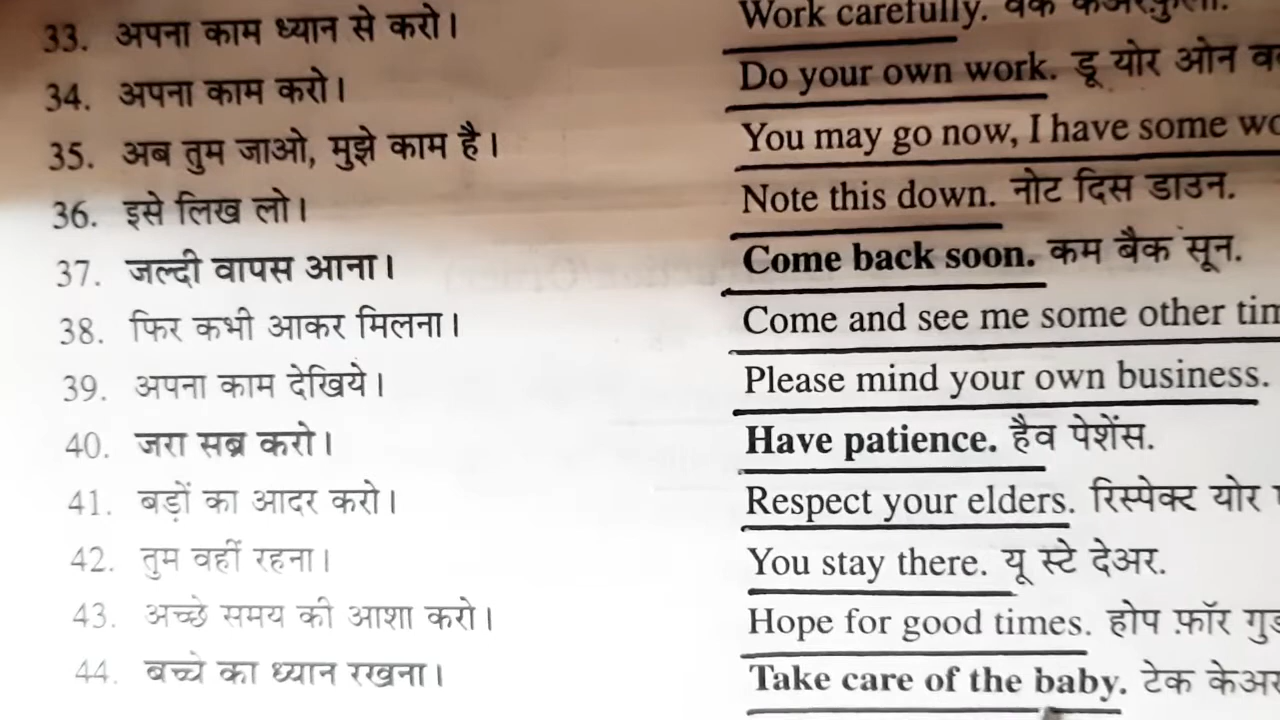 33. अपना काम ध्यान से करो। Work carefully. वर्क केअरफ़ुली.
34. अपना काम करो। Do your own work. डू योर ओन
35. अब तुम जाओ, मुझे काम है। You may go now, I have some
36. इसे लिख लो। Note this down. नोट दिस डाउन.
37. जल्दी वापस आना। Come back soon. कम बैक सून.
38. फिर कभी आकर मिलना। Come and see me some other
39. अपना काम देखिये। Please mind your own business.
40. जरा सब्र करो। Have patience. हैव पेशेंस.
41. बड़ों का आदर करो। Respect your elders. रिस्पेक्ट योर
42. तुम वहीं रहना। You stay there. यू स्टे देअर.
43. अच्छे समय की आशा करो। Hope for good times. होप फ़ॉर
44. बच्चे का ध्यान रखना। Take care of the baby. टेक केअर